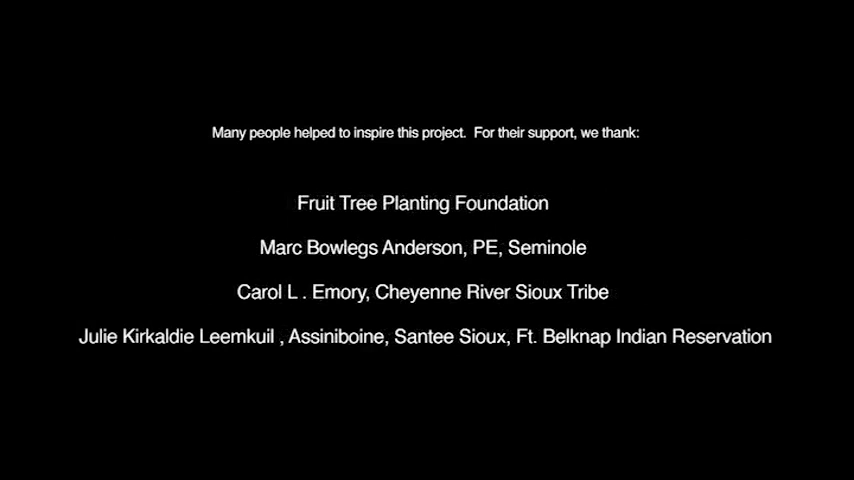 Many people helped to inspire this project.  For their support, we thank:
Fruit Tree Planting Foundation
Marc Bowlegs Anderson, PE, Seminole
Carol L . Emory, Cheyenne River Sioux Tribe
Julie Kirkaldie Leemkuil , Assiniboine, Santee Sioux, Ft. Belknap Indian Reservation